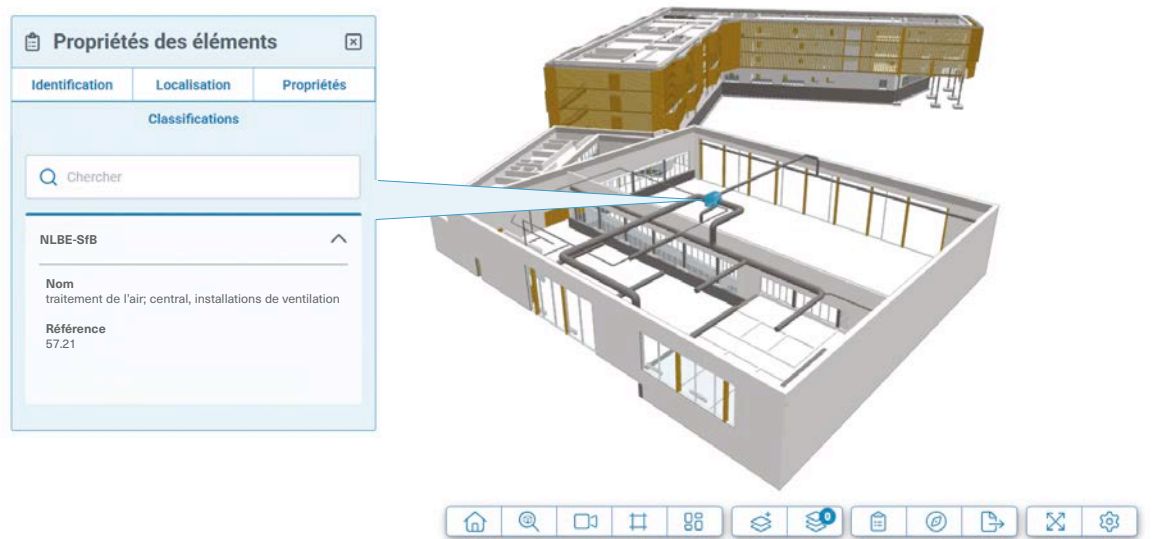 Propriétés des éléments
Identification
Localisation
Propriétés
Classifications
Chercher
NLBE-SfB
Nom
traitement de l'air; central, installations de ventilation
Référence
57.21
0